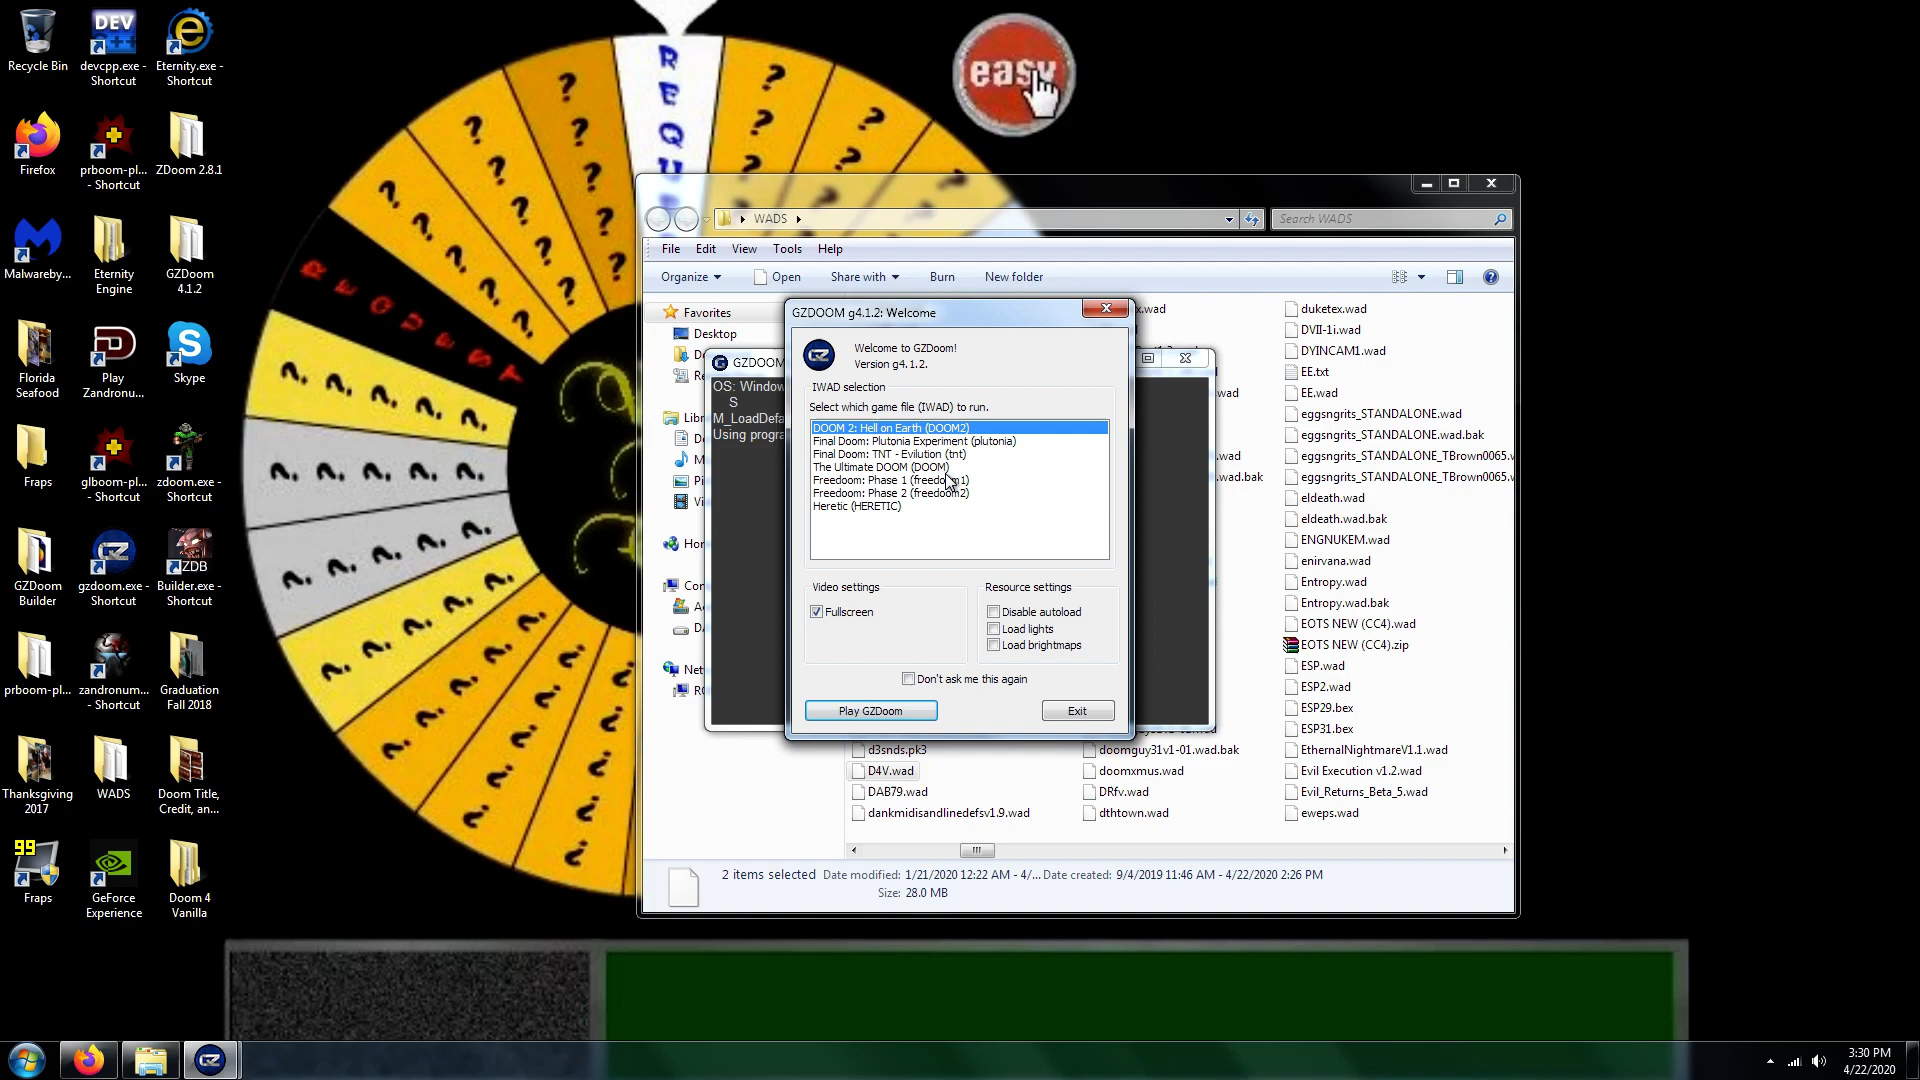 Recycle Bin
devcpp.exe -
Shortcut
Eternity.exe -
Shortcut
Firefox
prboom-pl...
- Shortcut
ZDoom 2.8.1
Malwareby...
Eternity
Engine
GZDoom
4.1.2
Florida
Seafood
Play
Zandronu...
Skype
Fraps
glboom-pl...
- Shortcut
zdoom.exe -
Shortcut
GZDoom
Builder
gzdoom.exe -
Shortcut
Builder.exe -
Shortcut
prboom-pl...
zandronum...
- Shortcut
Graduation
Fall 2018
Thanksgiving
2017
WADS
Doom Title,
Credit, an...
Fraps
GeForce
Experience
Doom 4
Vanilla
DEV
ZDB
99
REQU
REQUEST
easy
WADS
Search WADS
File Edit View Tools Help
Organize Open Share with Burn New folder
Favorites
Desktop
GZDOOM g4.1.2: Welcome
Welcome to GZDoom!
Version g4.1.2.
IWAD selection
Select which game file (IWAD) to run.
DOOM 2: Hell on Earth (DOOM2)
Final Doom: Plutonia Experiment (plutonia)
Final Doom: TNT - Evilution (tnt)
The Ultimate DOOM (DOOM)
Freedoom: Phase 1 (freedoom1)
Freedoom: Phase 2 (freedoom2)
Heretic (HERETIC)
Video settings
Fullscreen
Resource settings
Disable autoload
Load lights
Load brightmaps
Don't ask me this again
Play GZDoom
Exit
GZDOOM
OS: Window
S
M_LoadDefa
Using progra
d3snds.pk3
D4V.wad
DAB79.wad
dankmidisandlinedefsv1.9.wad
doomguy31v1-01.wad.bak
doomxmus.wad
DRfv.wad
dthtown.wad
duketex.wad
DVII-1i.wad
DYINCAM1.wad
EE.txt
EE.wad
eggsngrits_STANDALONE.wad
eggsngrits_STANDALONE.wad.bak
eggsngrits_STANDALONE_TBrown0065.w
eggsngrits_STANDALONE_TBrown0065.w
eldeath.wad
eldeath.wad.bak
ENGNUKEM.wad
enirvana.wad
Entropy.wad
Entropy.wad.bak
EOTS NEW (CC4).wad
EOTS NEW (CC4).zip
ESP.wad
ESP2.wad
ESP29.bex
ESP31.bex
EthernalNightmareV1.1.wad
Evil Execution v1.2.wad
Evil_Returns_Beta_5.wad
eweps.wad
2 items selected Date modified: 1/21/2020 12:22 AM - 4/... Date created: 9/4/2019 11:46 AM - 4/22/2020 2:26 PM
Size: 28.0 MB
3:30 PM
4/22/2020